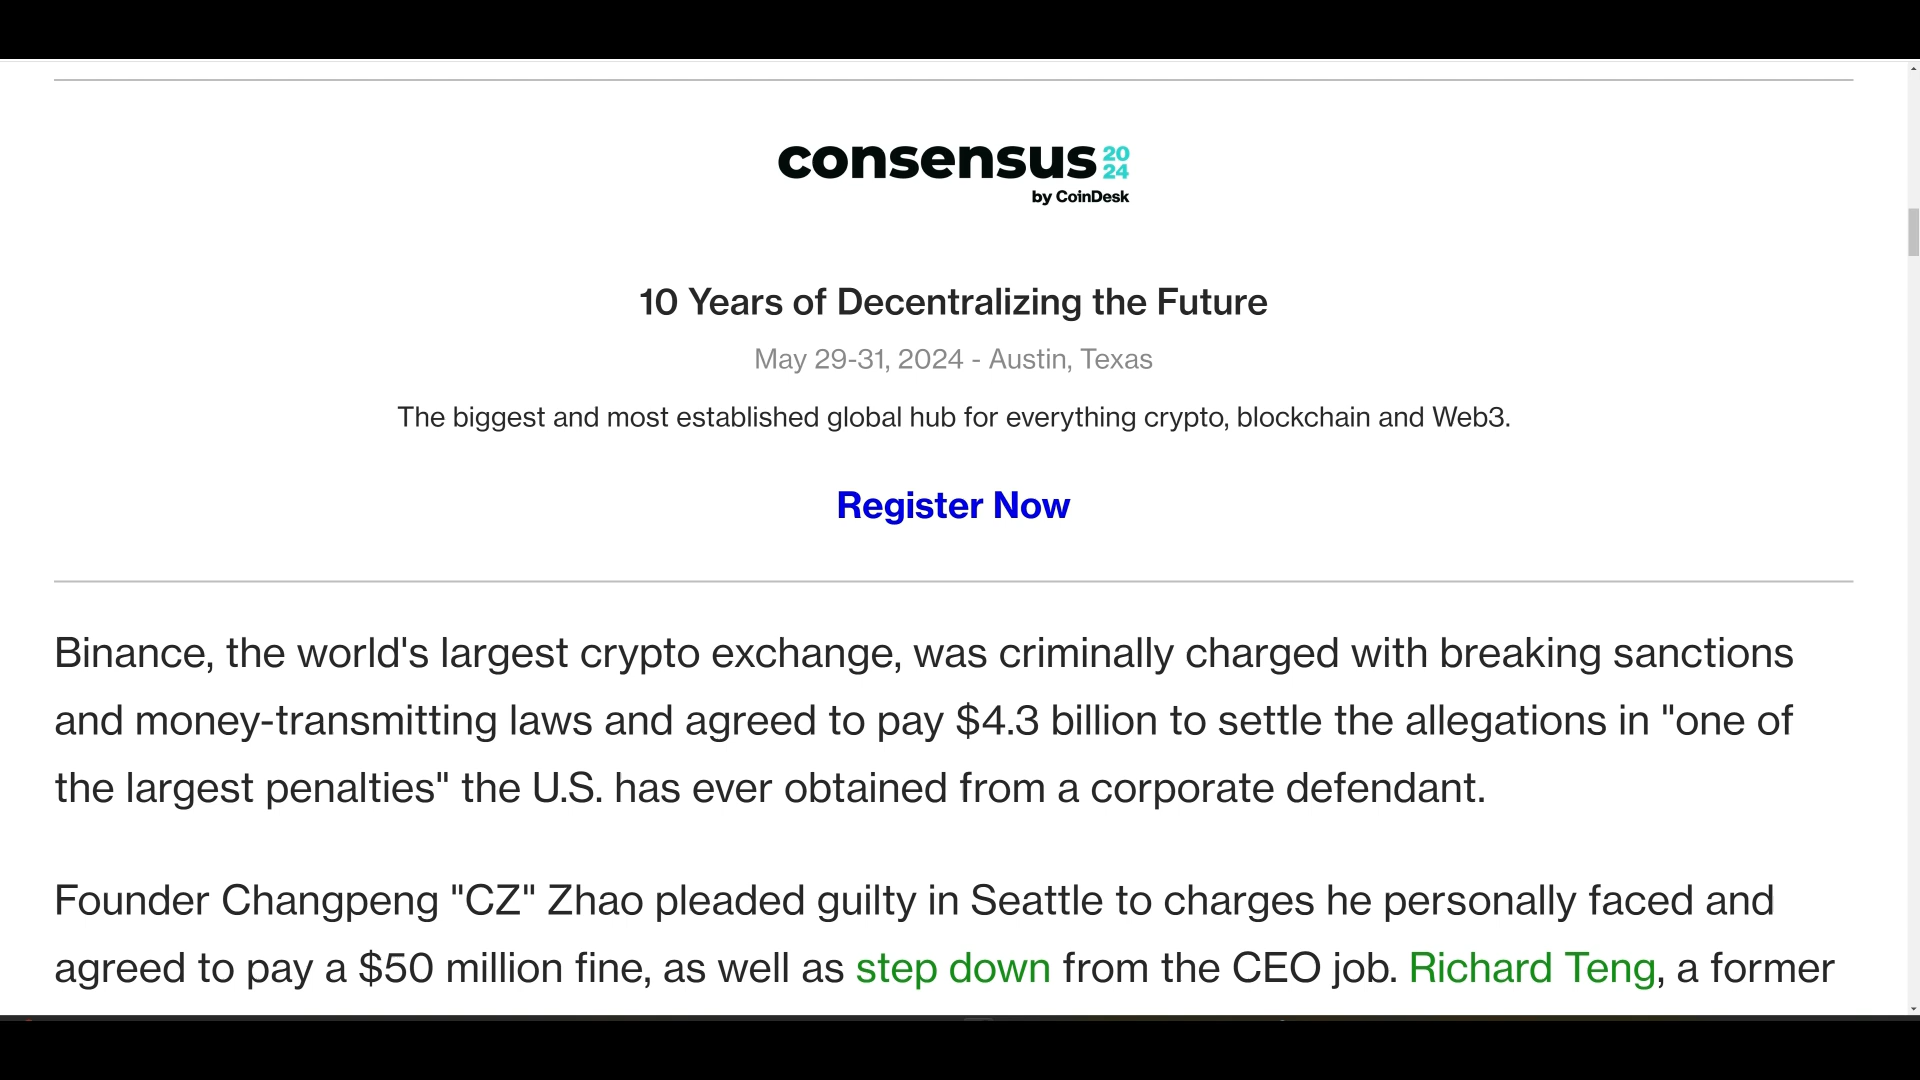 consensus 20
24
by CoinDesk
10 Years of Decentralizing the Future
May 29-31, 2024 - Austin, Texas
The biggest and most established global hub for everything crypto, blockchain and Web3.
Register Now
Binance, the world's largest crypto exchange, was criminally charged with breaking sanctions
and money-transmitting laws and agreed to pay $4.3 billion to settle the allegations in "one of
the largest penalties" the U.S. has ever obtained from a corporate defendant.
Founder Changpeng "CZ" Zhao pleaded guilty in Seattle to charges he personally faced and
agreed to pay a $50 million fine, as well as step down from the CEO job. Richard Teng, a former